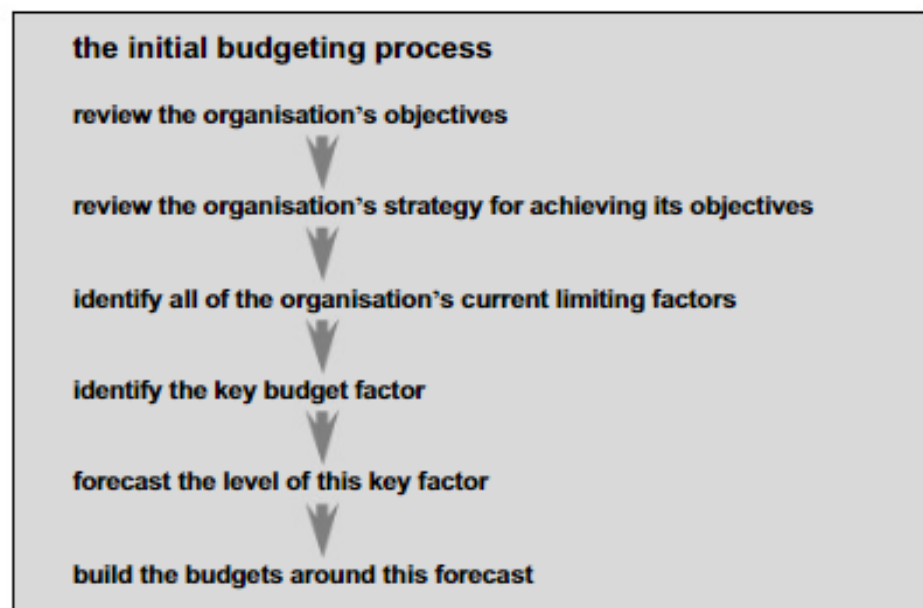 the initial budgeting process
review the organisation’s objectives
review the organisation’s strategy for achieving its objectives
identify all of the organisation’s current limiting factors
identify the key budget factor
forecast the level of this key factor
build the budgets around this forecast